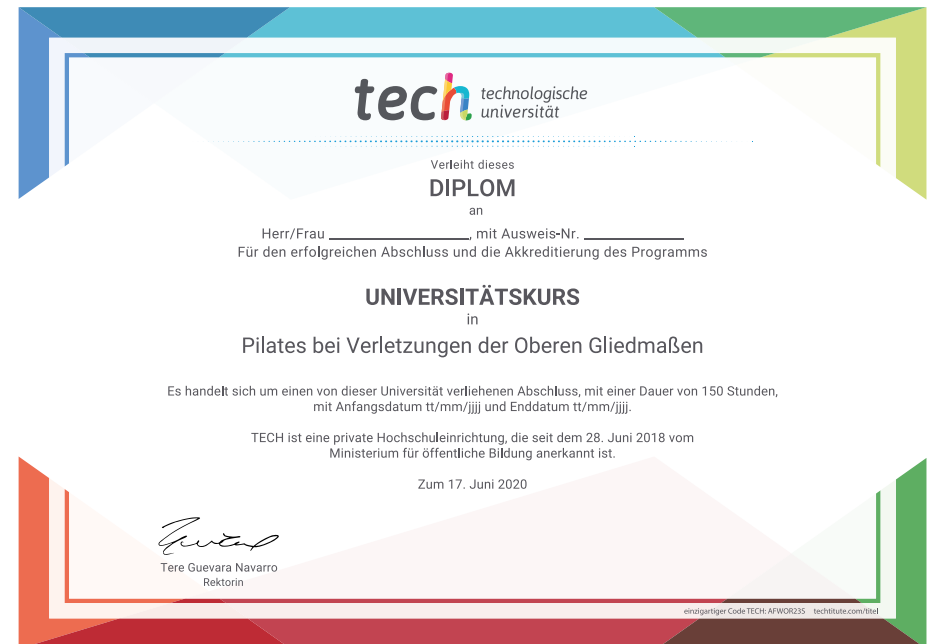 tech technologische
universität
Verleiht dieses
DIPLOM
an
Herr/Frau ____________, mit Ausweis-Nr. ____________
Für den erfolgreichen Abschluss und die Akkreditierung des Programms
UNIVERSITÄTSKURS
in
Pilates bei Verletzungen der Oberen Gliedmaßen
Es handelt sich um einen von dieser Universität verliehenen Abschluss, mit einer Dauer von 150 Stunden,
mit Anfangsdatum tt/mm/jjjj und Enddatum tt/mm/jjjj.
TECH ist eine private Hochschuleinrichtung, die seit dem 28. Juni 2018 vom
Ministerium für öffentliche Bildung anerkannt ist.
Zum 17. Juni 2020
Tere Guevara Navarro
Rektorin
einzigartiger Code TECH: AFWOR23S techtitute.com/titel